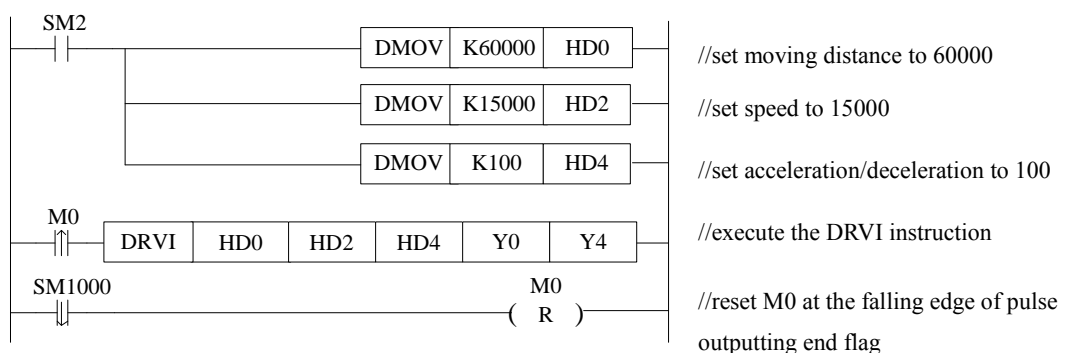 SM2
DMOV K60000 HD0
//set moving distance to 60000
DMOV K15000 HD2
//set speed to 15000
DMOV K100 HD4
//set acceleration/deceleration to 100
M0
DRVI HD0 HD2 HD4 Y0 Y4
//execute the DRVI instruction
SM1000
M0
( R )
//reset M0 at the falling edge of pulse
outputting end flag